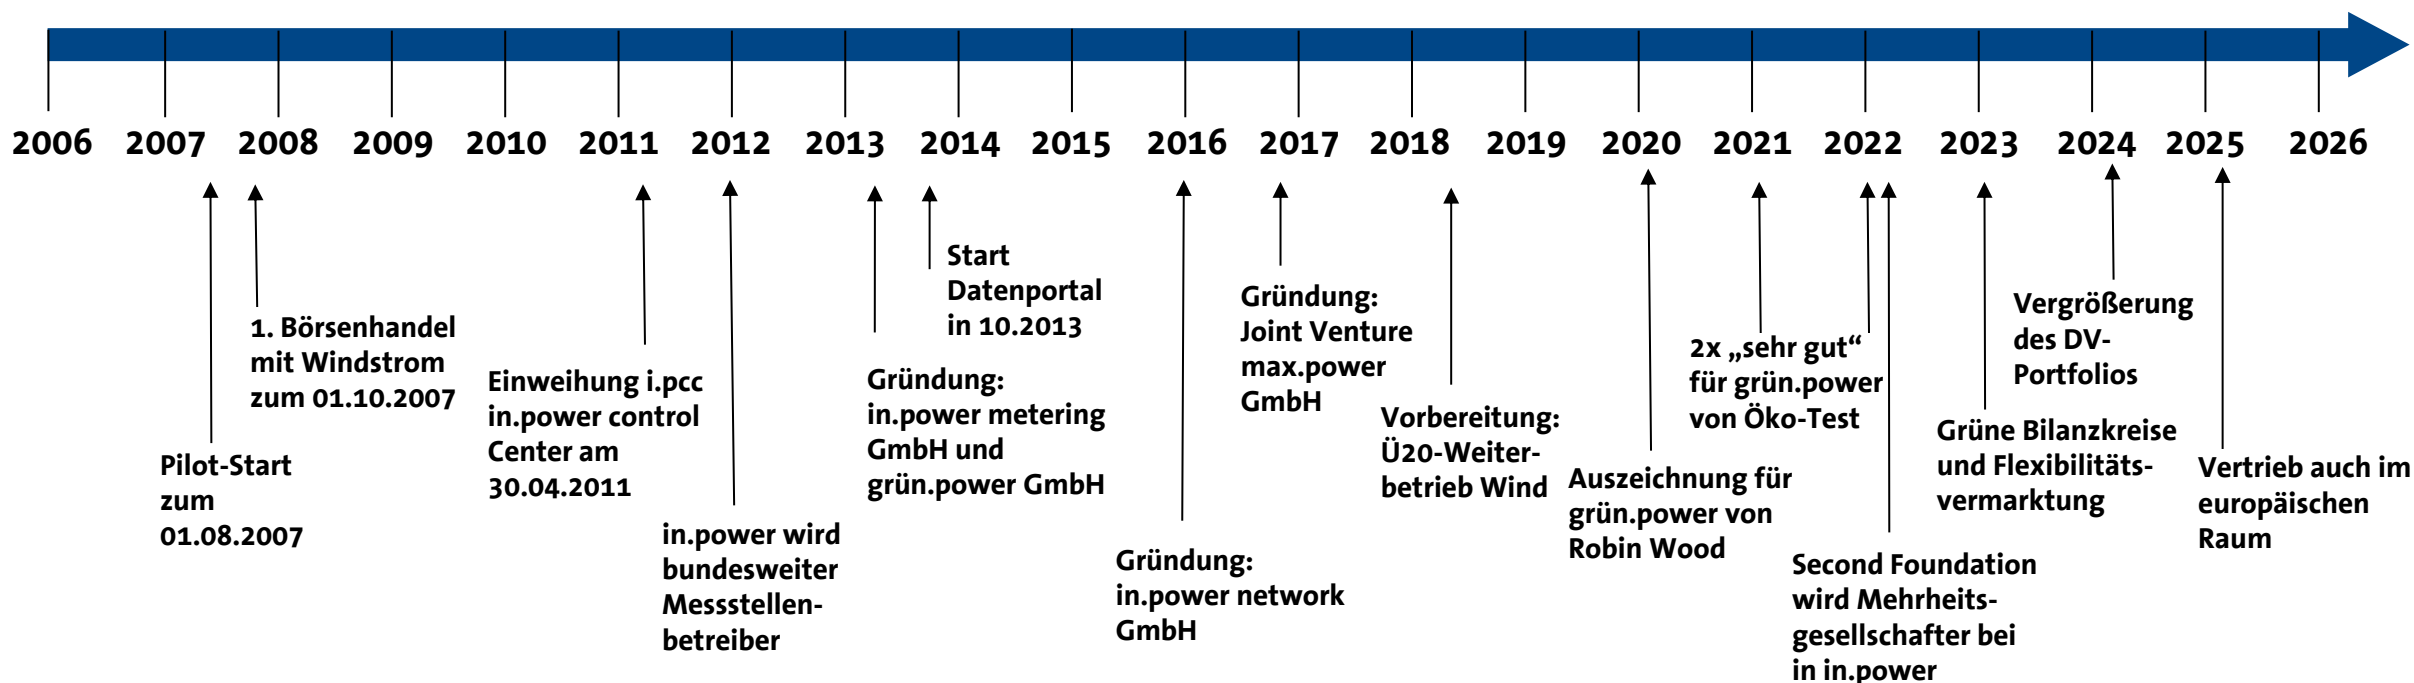 2006 2007 2008 2009 2010 2011 2012 2013 2014 2015 2016 2017 2018 2019 2020 2021 2022 2023 2024 2025 2026
Pilot-Start
zum
01.08.2007
1. Börsenhandel
mit Windstrom
zum 01.10.2007
Einweihung i.pcc
in.power control
Center am
30.04.2011
in.power wird
bundesweiter
Messstellen-
betreiber
Gründung:
in.power metering
GmbH und
grün.power GmbH
Start
Datenportal
in 10.2013
Gründung:
in.power network
GmbH
Gründung:
Joint Venture
max.power
GmbH
Vorbereitung:
Ü20-Weiter-
betrieb Wind
Auszeichnung für
grün.power von
Robin Wood
2x „sehr gut“
für grün.power
von Öko-Test
Second Foundation
wird Mehrheits-
gesellschafter bei
in in.power
Grüne Bilanzkreise
und Flexibilitäts-
vermarktung
Vergrößerung
des DV-
Portfolios
Vertrieb auch im
europäischen
Raum